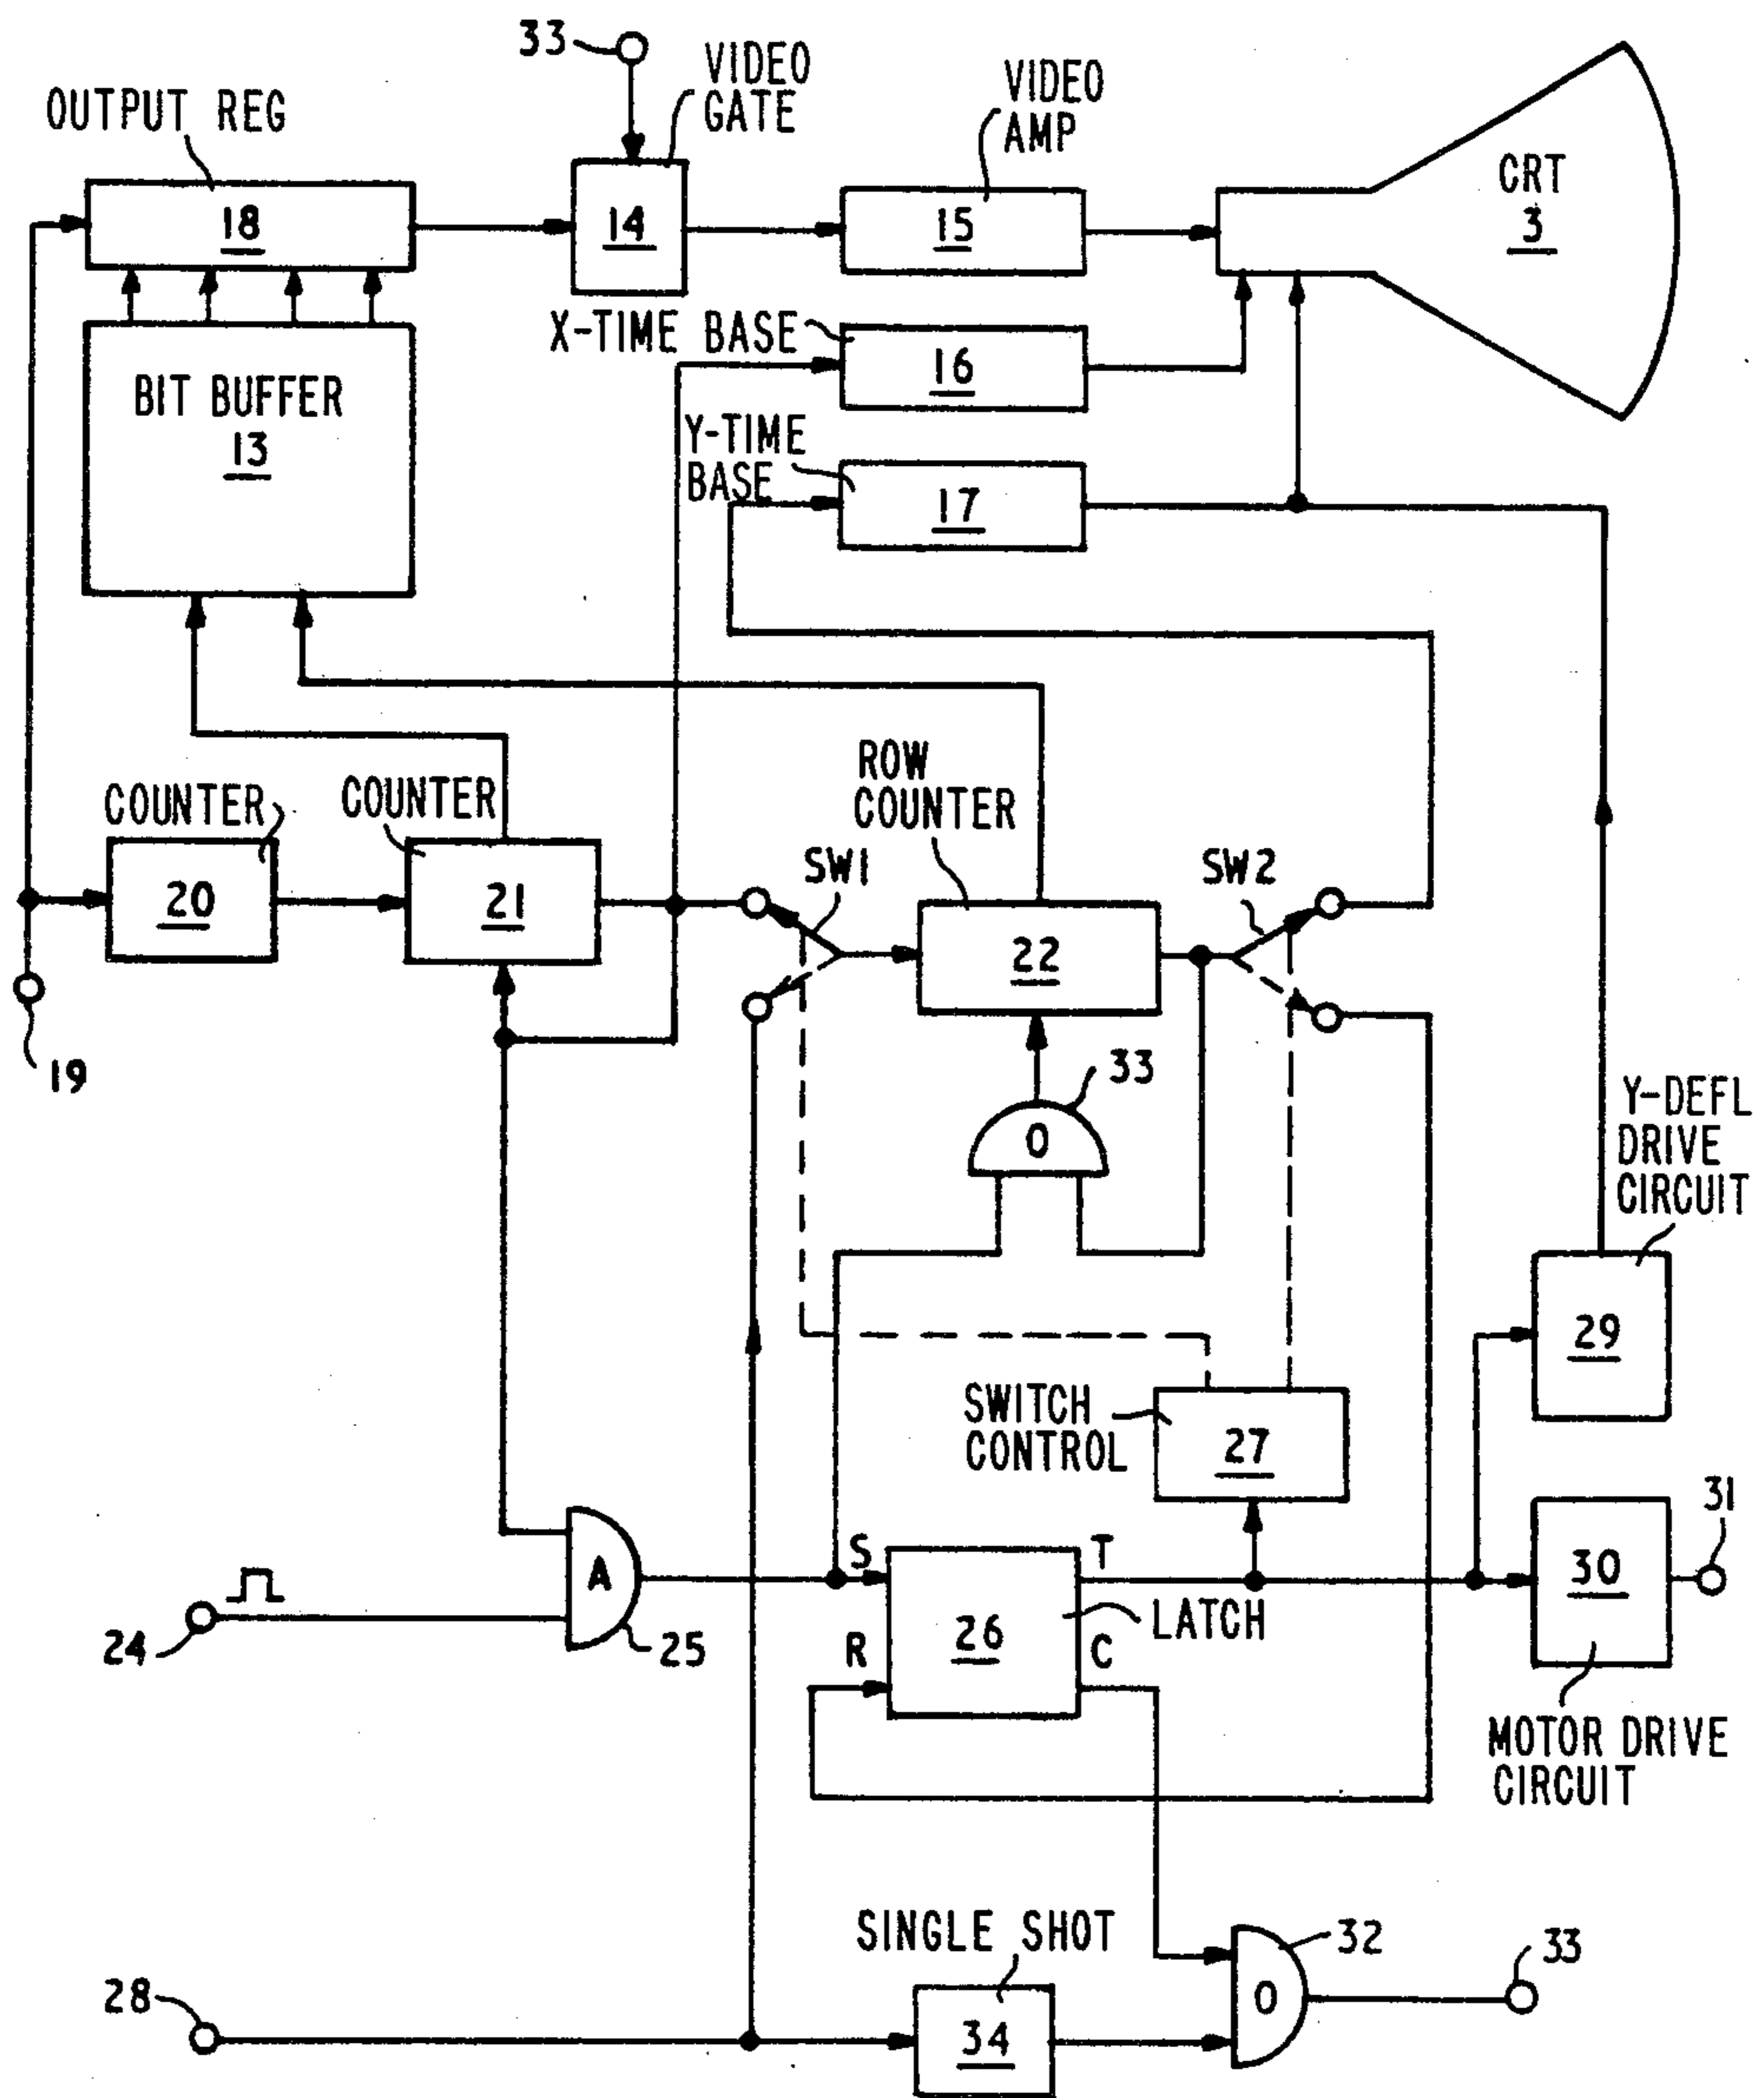 33
VIDEO
GATE
VIDEO
AMP
OUTPUT REG
CRT
3
18
14
15
X-TIME BASE
16
BIT BUFFER
13
Y-TIME
BASE
17
ROW
COUNTER
COUNTER
COUNTER
SW1
SW2
20
21
22
19
33
O
Y-DEFL
DRIVE
CIRCUIT
29
SWITCH
CONTROL
27
31
A
S
T
30
24
25
26
LATCH
R
C
MOTOR DRIVE
CIRCUIT
SINGLE SHOT
32
33
28
34
O